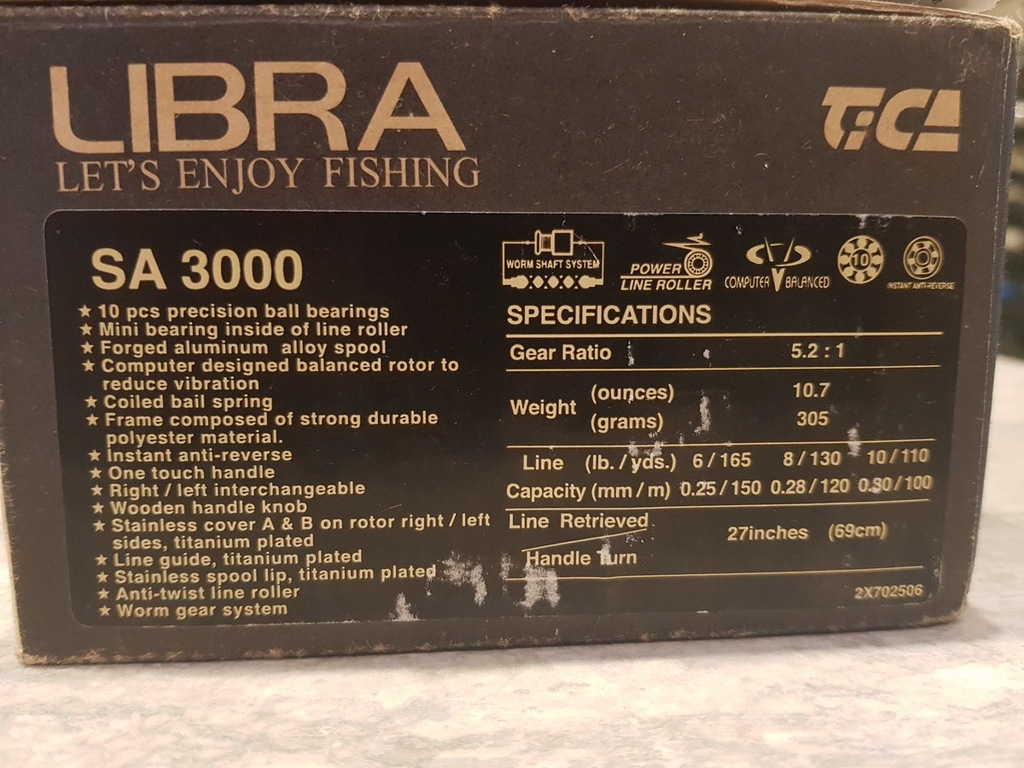 LIBRA
LET'S ENJOY FISHING
TiCA
SA 3000
★ 10 pcs precision ball bearings
★ Mini bearing inside of line roller
★ Forged aluminum alloy spool
★ Computer designed balanced rotor to
reduce vibration
★ Coiled bail spring
★ Frame composed of strong durable
polyester material.
★ Instant anti-reverse
★ One touch handle
★ Right / left interchangeable
★ Wooden handle knob
★ Stainless cover A & B on rotor right / left
sides, titanium plated
★ Line guide, titanium plated
★ Stainless spool lip, titanium plated
★ Anti-twist line roller
★ Worm gear system
WORM SHAFT SYSTEM
POWER
LINE ROLLER
COMPUTER BALANCED
10
INSTANT ANTI-REVERSE
SPECIFICATIONS
Gear Ratio 5.2 : 1
Weight (ounces) 10.7
(grams) 305
Line (lb. / yds.) 6 / 165 8 / 130 10 / 110
Capacity (mm / m) 0.25 / 150 0.28 / 120 0.30 / 100
Line Retrieved
Handle Turn
27inches (69cm)
2X702506